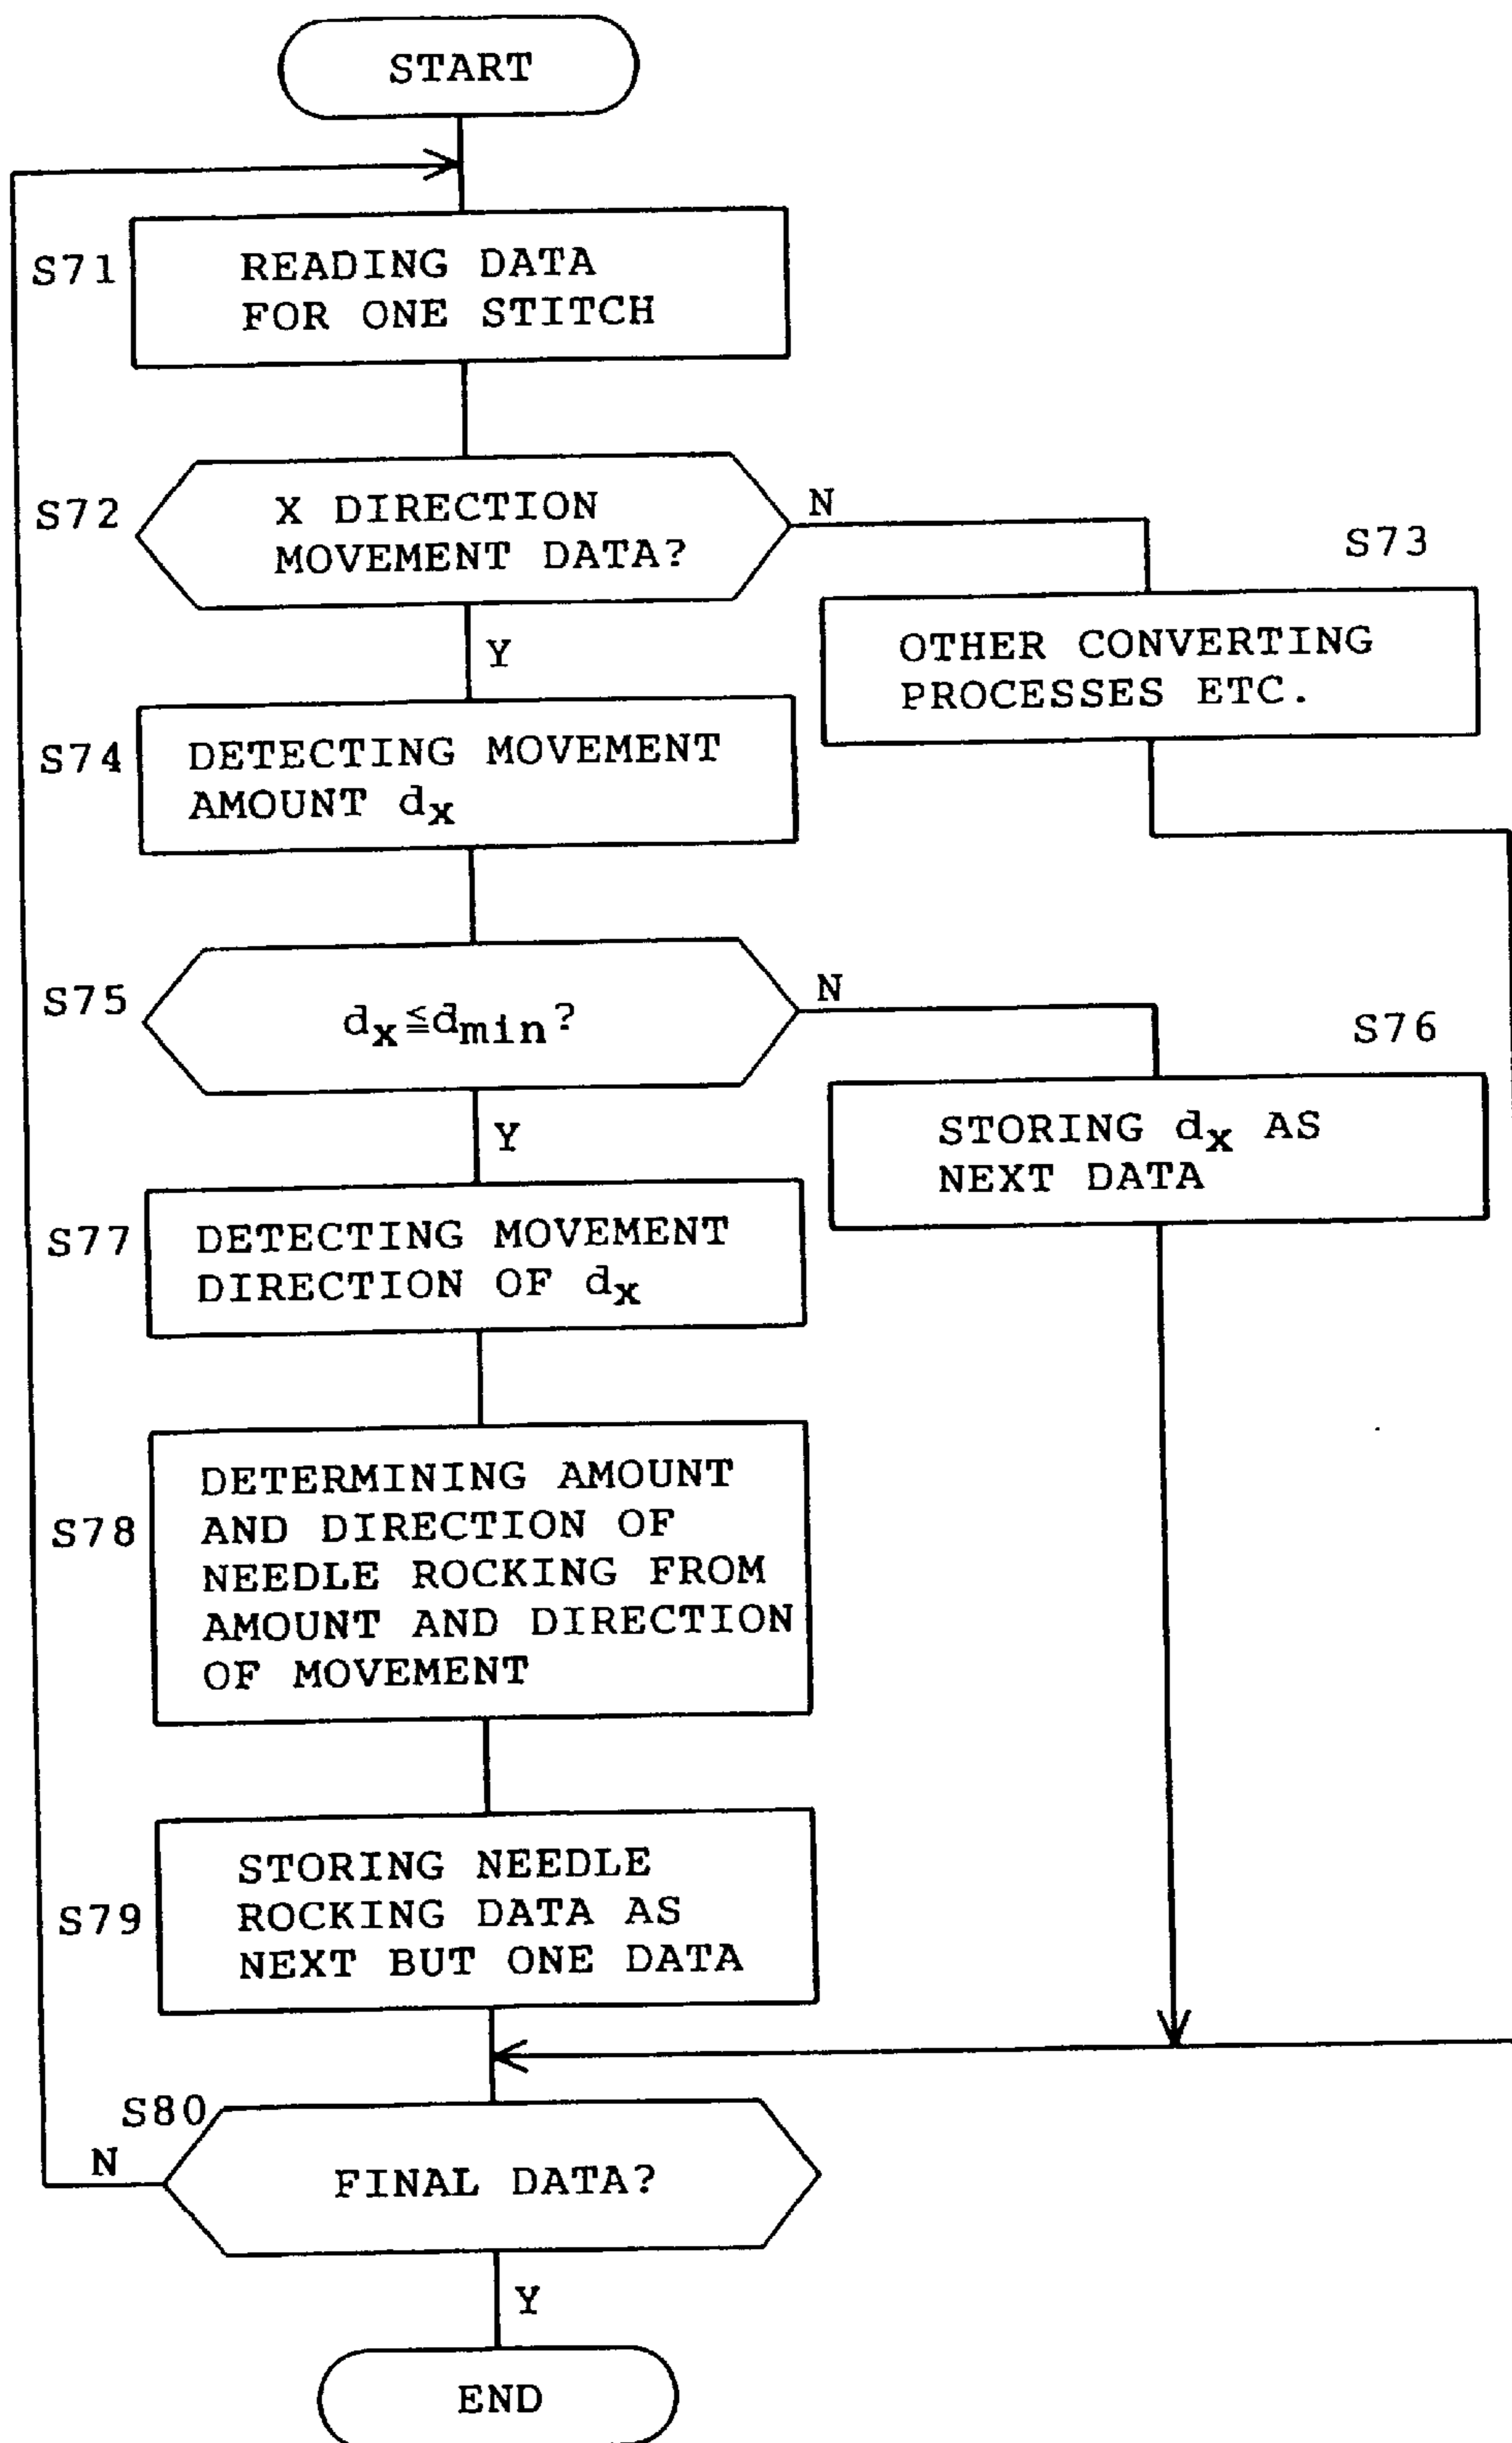 START
S71
READING DATA
FOR ONE STITCH
S72
X DIRECTION
MOVEMENT DATA?
N
Y
S73
OTHER CONVERTING
PROCESSES ETC.
S74
DETECTING MOVEMENT
AMOUNT dx
S75
dx≦dmin?
N
Y
S76
STORING dx AS
NEXT DATA
S77
DETECTING MOVEMENT
DIRECTION OF dx
S78
DETERMINING AMOUNT
AND DIRECTION OF
NEEDLE ROCKING FROM
AMOUNT AND DIRECTION
OF MOVEMENT
S79
STORING NEEDLE
ROCKING DATA AS
NEXT BUT ONE DATA
S80
N
FINAL DATA?
Y
END